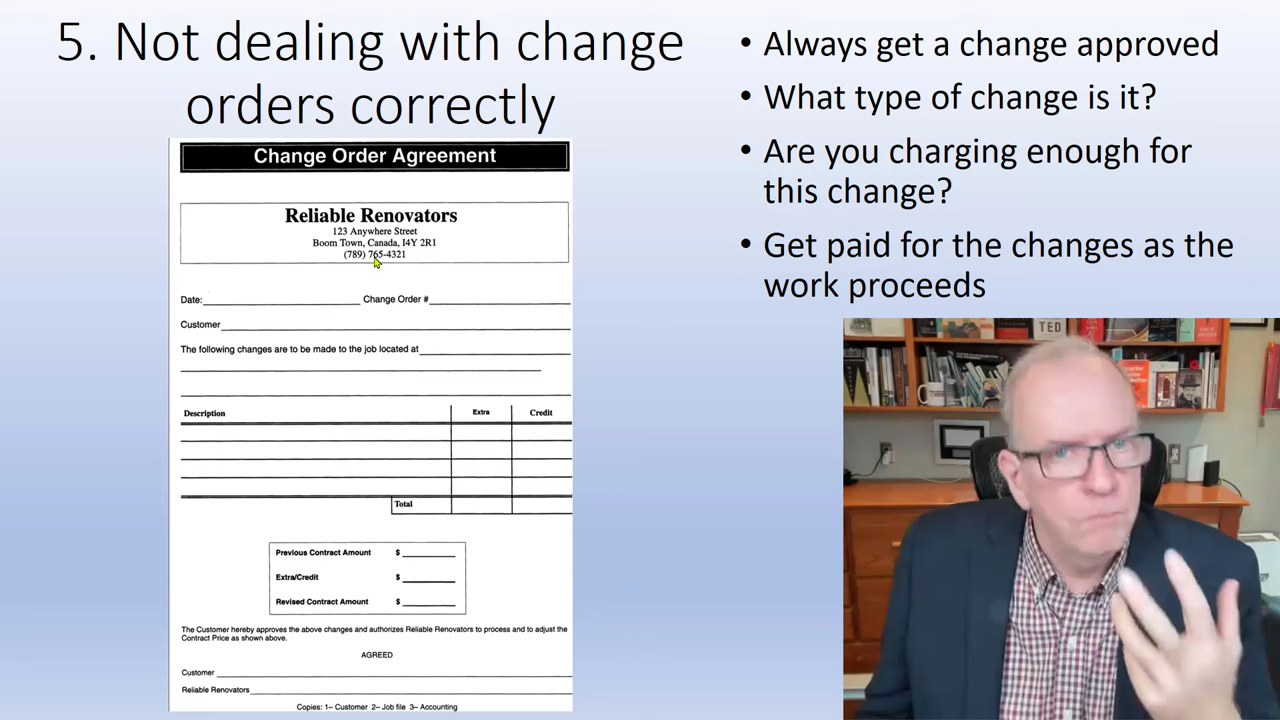 5. Not dealing with change
orders correctly
Change Order Agreement
Reliable Renovators
123 Anywhere Street
Boom Town, Canada, I4Y 2R1
(789) 765-4321
Date: Change Order #
Customer
The following changes are to be made to the job located at
Description Extra Credit
Total
Previous Contract Amount $
Extra/Credit $
Revised Contract Amount $
The Customer hereby approves the above changes and authorizes Reliable Renovators to process and to adjust the
Contract Price as shown above.
AGREED
Customer
Reliable Renovators
Copies: 1– Customer 2– Job file 3– Accounting
• Always get a change approved
• What type of change is it?
• Are you charging enough for
this change?
• Get paid for the changes as the
work proceeds
TED